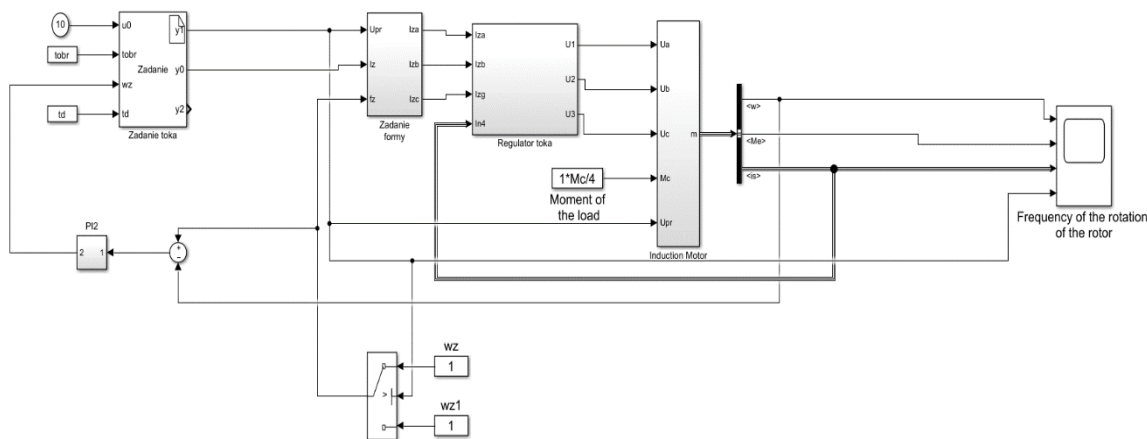 10
u0
tobr
tobr
wz
td
td
y1
Zadanie
y0
y2
Zadanie toka
Upr
Iz
fz
Iza
Izb
Izc
Zadanie
formy
Iza
Izb
Izg
In4
U1
U2
U3
Regulator toka
1*Mc/4
Moment of
the load
Ua
Ub
Uc
Mc
Upr
m
Induction Motor
<w>
<Me>
<is>
Frequency of the rotation
of the rotor
PI2
2 1
+
−
>
wz
1
wz1
1